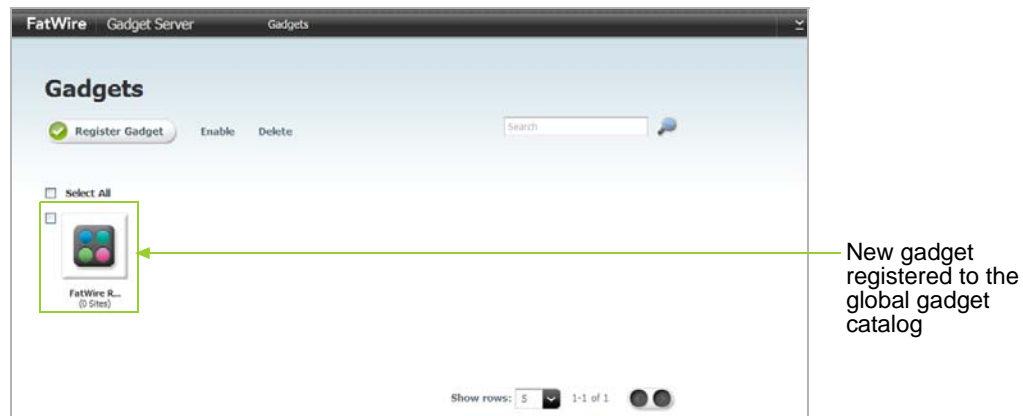 FatWire Gadget Server Gadgets
Gadgets
Register Gadget Enable Delete
Search
Select All
FatWire R...
(0 Sites)
New gadget
registered to the
global gadget
catalog
Show rows: 5 1-1 of 1